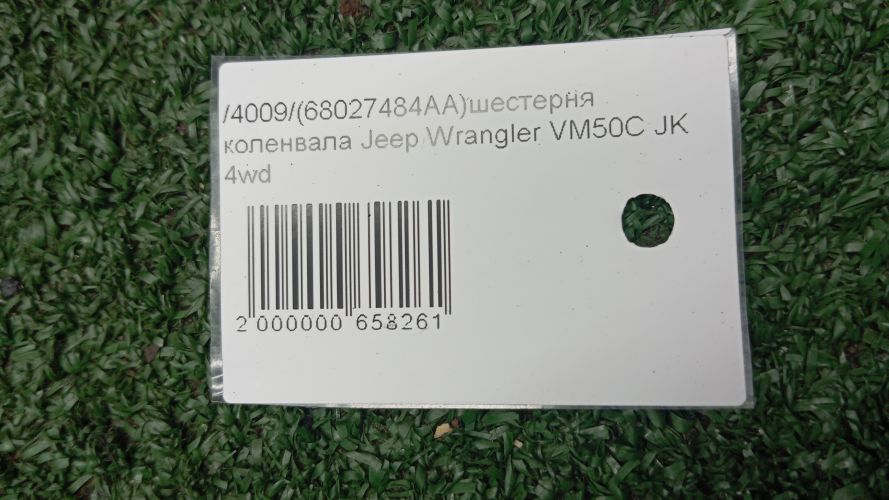 /4009/(68027484AA)шестерня
коленвала Jeep Wrangler VM50C JK
4wd
2 000000 658261